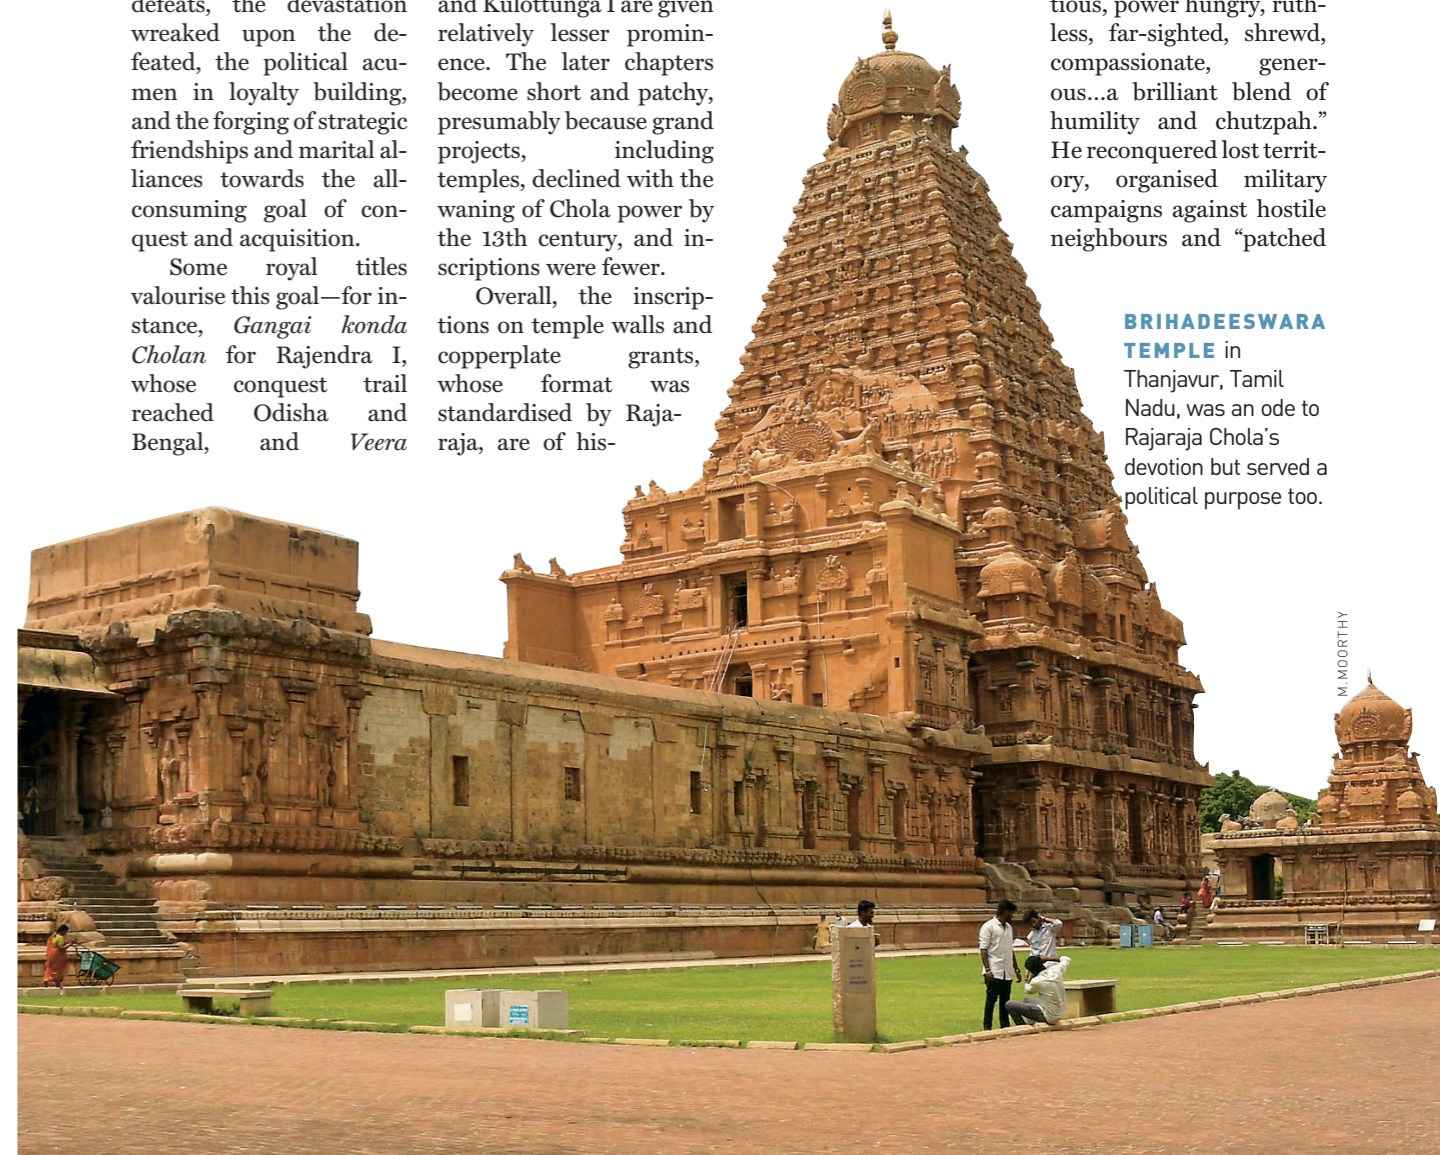 defeats, the devastation
wreaked upon the de-
feated, the political acu-
men in loyalty building,
and the forging of strategic
friendships and marital al-
liances towards the all-
consuming goal of con-
quest and acquisition.
Some royal titles
valourise this goal—for in-
stance, Gangai konda
Cholan for Rajendra I,
whose conquest trail
reached Odisha and
Bengal, and Veera
and Kulottunga I are given
relatively lesser promin-
ence. The later chapters
become short and patchy,
presumably because grand
projects, including
temples, declined with the
waning of Chola power by
the 13th century, and in-
scriptions were fewer.
Overall, the inscrip-
tions on temple walls and
copperplate grants,
whose format was
standardised by Raja-
raja, are of his-
tious, power hungry, ruth-
less, far-sighted, shrewd,
compassionate, gener-
ous...a brilliant blend of
humility and chutzpah.”
He reconquered lost territ-
ory, organised military
campaigns against hostile
neighbours and “patched
BRIHADEESWARA
TEMPLE in
Thanjavur, Tamil
Nadu, was an ode to
Rajaraja Chola’s
devotion but served a
political purpose too.
M. MOORTHY